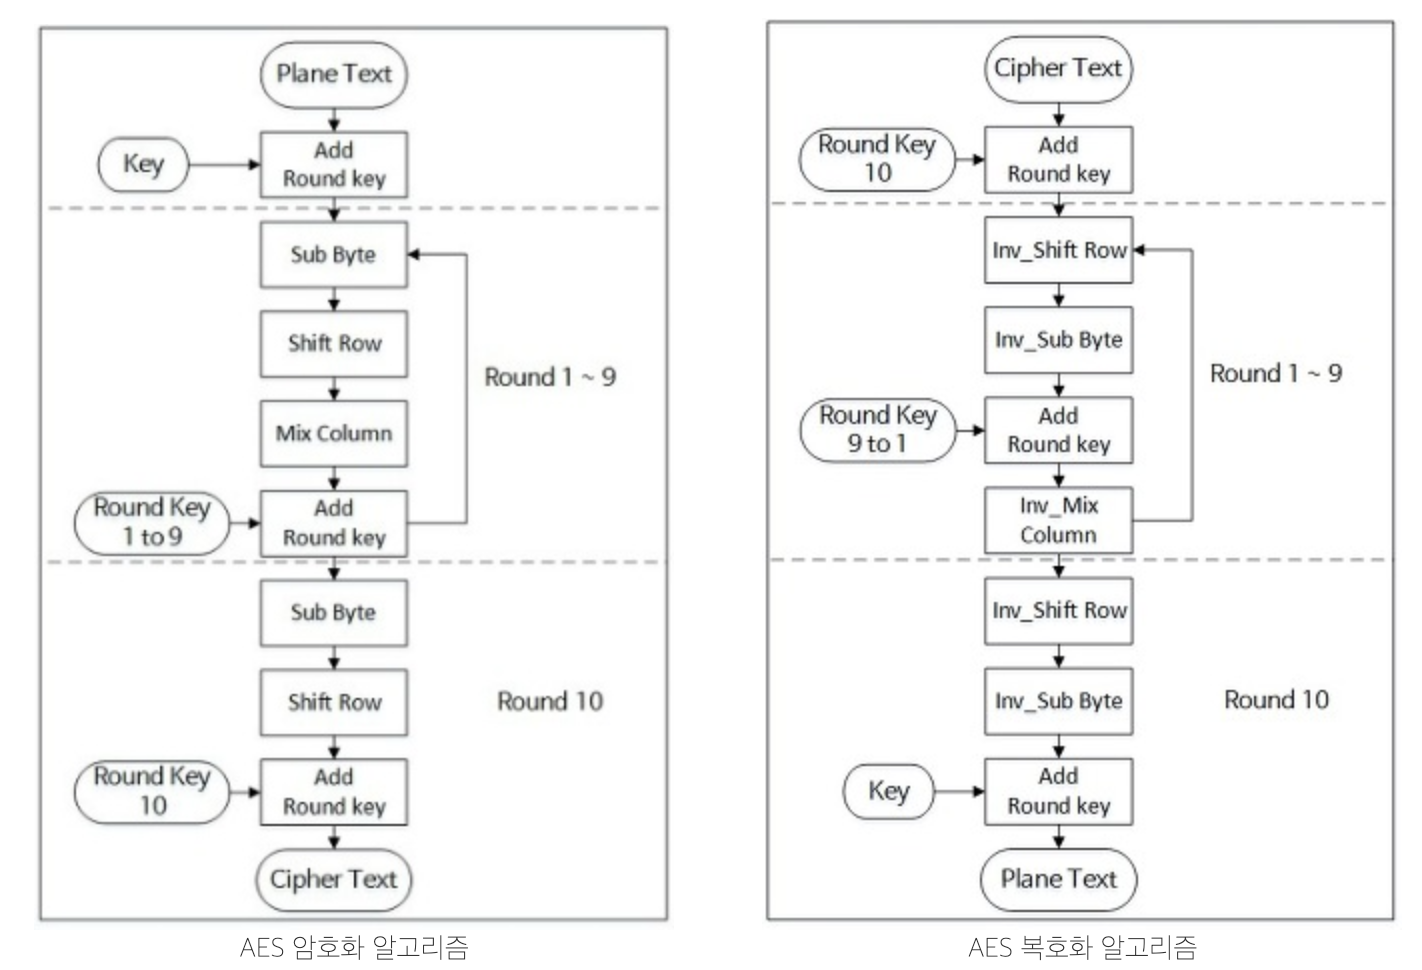 Plane Text
Key
Add
Round key
Sub Byte
Shift Row
Mix Column
Round 1 ~ 9
Round Key
1 to 9
Add
Round key
Sub Byte
Shift Row
Round 10
Round Key
10
Add
Round key
Cipher Text
AES 암호화 알고리즘
Cipher Text
Round Key
10
Add
Round key
Inv_Shift Row
Inv_Sub Byte
Round 1 ~ 9
Round Key
9 to 1
Add
Round key
Inv_Mix
Column
Inv_Shift Row
Inv_Sub Byte
Round 10
Key
Add
Round key
Plane Text
AES 복호화 알고리즘